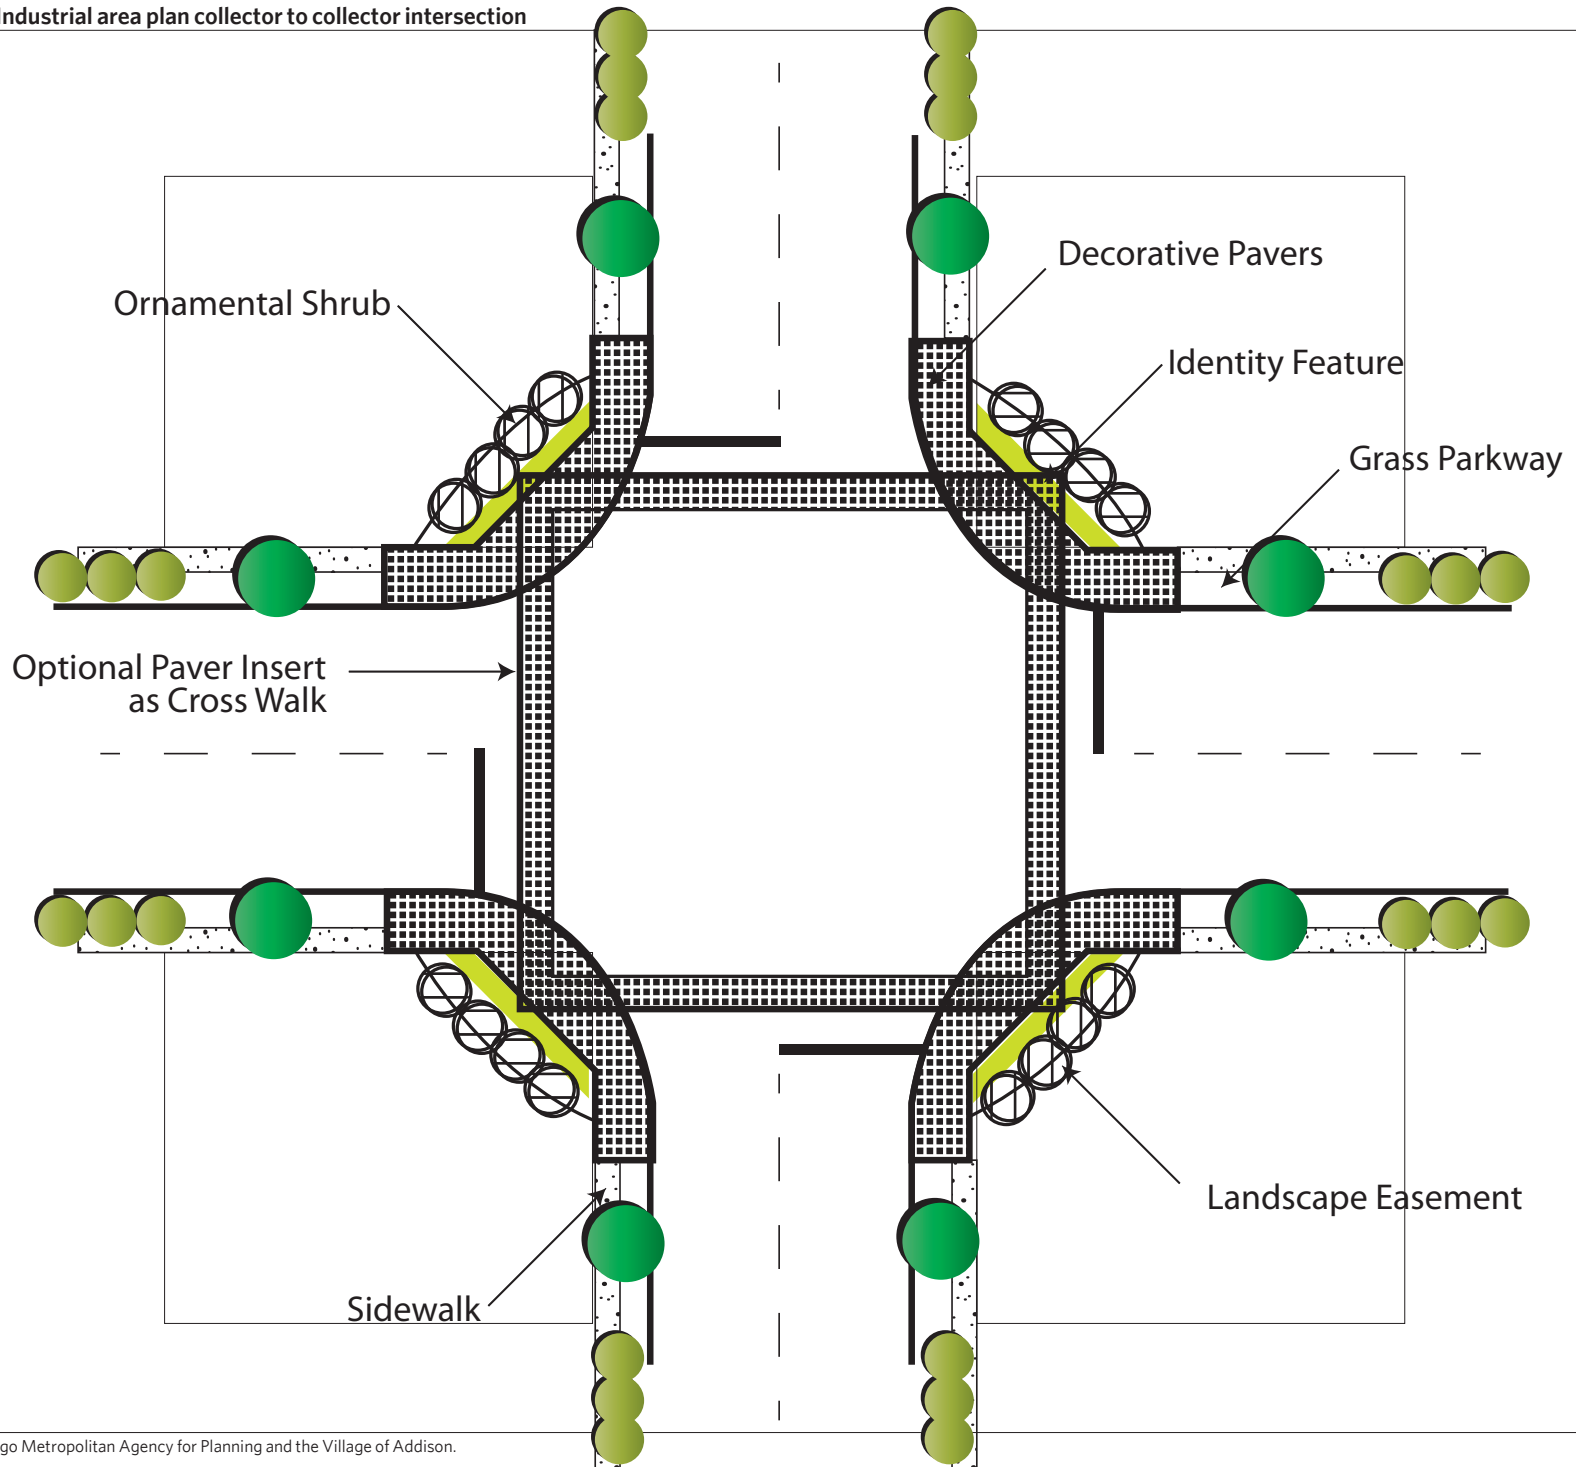 Industrial area plan collector to collector intersection
Decorative Pavers
Ornamental Shrub
Identity Feature
Grass Parkway
Optional Paver Insert
as Cross Walk
Landscape Easement
Sidewalk
go Metropolitan Agency for Planning and the Village of Addison.